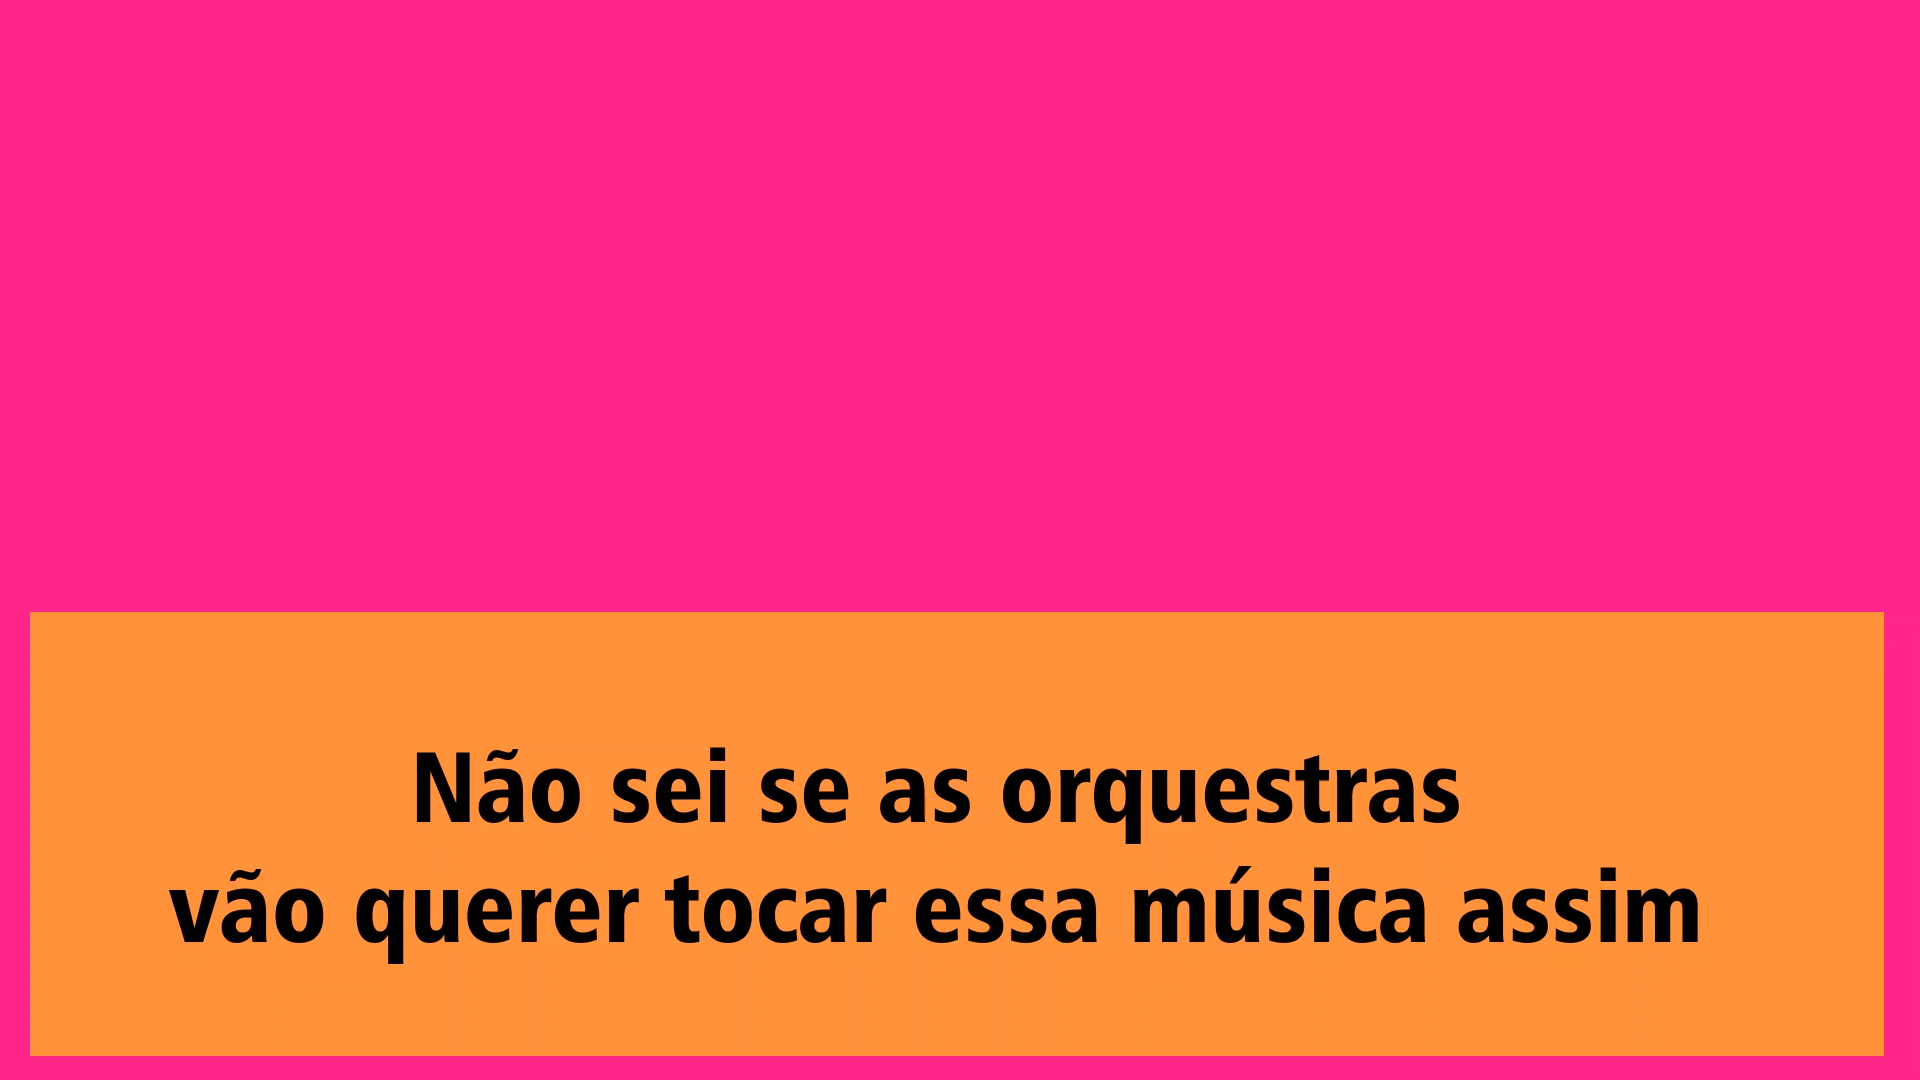 Não sei se as orquestras
vão querer tocar essa música assim